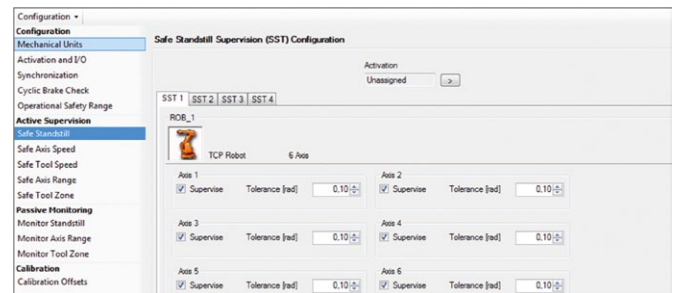 Configuration
Configuration
Mechanical Units
Activation and I/O
Synchronization
Cyclic Brake Check
Operational Safety Range
Active Supervision
Safe Standstill
Safe Axis Speed
Safe Tool Speed
Safe Axis Range
Safe Tool Zone
Passive Monitoring
Monitor Standstill
Monitor Axis Range
Monitor Tool Zone
Calibration
Calibration Offsets
Safe Standstill Supervision (SST) Configuration
Activation
Unassigned >
SST 1 SST 2 SST 3 SST 4
ROB_1
TCP Robot 6 Axis
Axis 1 Axis 2
Supervise Tolerance [rad] 0,10 Supervise Tolerance [rad] 0,10
Axis 3 Axis 4
Supervise Tolerance [rad] 0,10 Supervise Tolerance [rad] 0,10
Axis 5 Axis 6
Supervise Tolerance [rad] 0,10 Supervise Tolerance [rad] 0,10